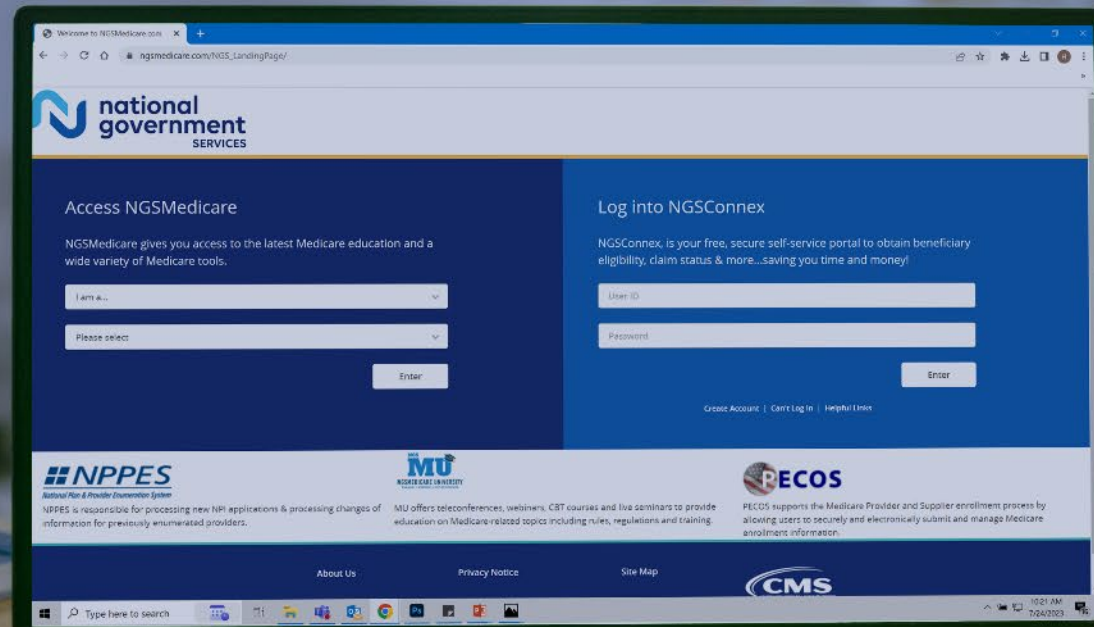 Welcome to NGSMedicare.com
ngsmedicare.com/NGS_LandingPage/
national
government
SERVICES
Access NGSMedicare
NGSMedicare gives you access to the latest Medicare education and a
wide variety of Medicare tools.
I am a...
Please select
Enter
Log into NGSConnex
NGSConnex, is your free, secure self-service portal to obtain beneficiary
eligibility, claim status & more...saving you time and money!
User ID
Password
Enter
Create Account | Can't Log In | Helpful Links
NPPES
National Plan & Provider Enumeration System
NPPES is responsible for processing new NPI applications & processing changes of
information for previously enumerated providers.
MU
NGSMEDICARE UNIVERSITY
MU offers teleconferences, webinars, CBT courses and live seminars to provide
education on Medicare-related topics including rules, regulations and training.
PECOS
PECOS supports the Medicare Provider and Supplier enrollment process by
allowing users to securely and electronically submit and manage Medicare
enrollment information.
About Us
Privacy Notice
Site Map
CMS
Type here to search
10:21 AM
7/24/2023